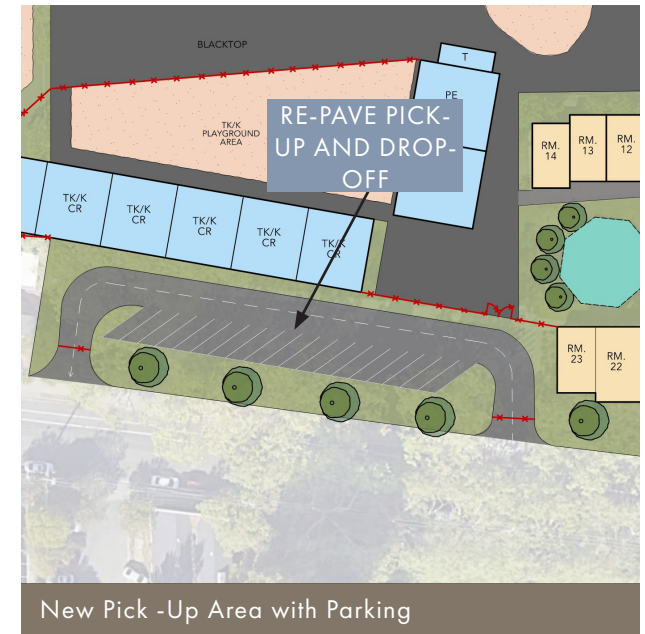 BLACKTOP
T
PE
TK/K
PLAYGROUND
AREA
RE-PAVE PICK-
UP AND DROP-
OFF
RM.
14
RM.
13
RM.
12
TK/K
CR
TK/K
CR
TK/K
CR
TK/K
CR
TK/K
CR
RM.
23
RM.
22
New Pick -Up Area with Parking